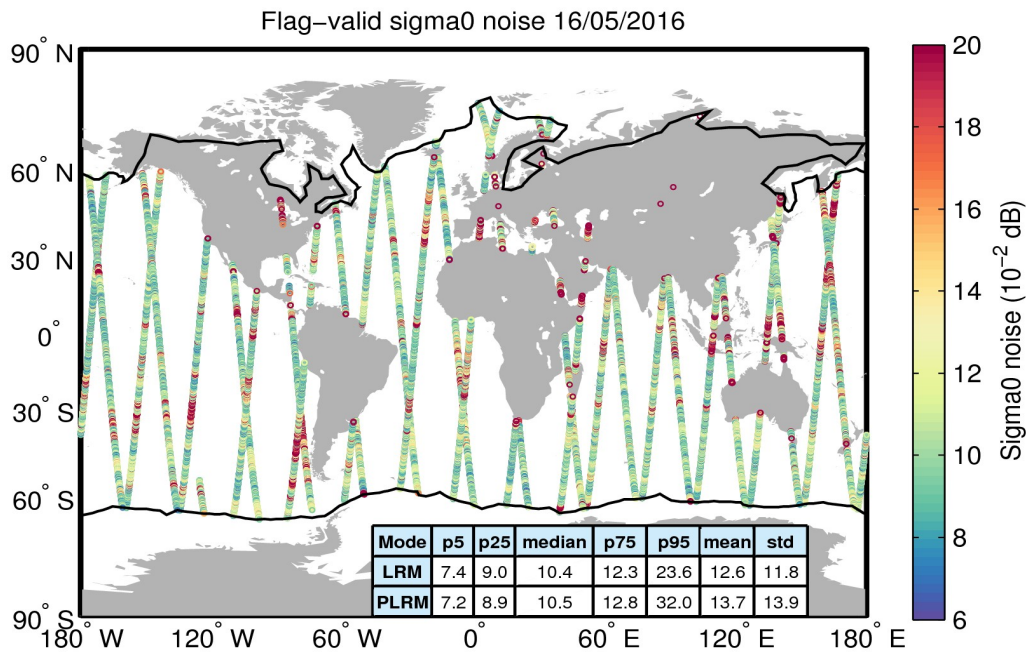 Flag−valid sigma0 noise 16/05/2016
90° N
60° N
30° N
0°
30° S
60° S
90° S
180° W
120° W
60° W
0°
60° E
120° E
180° E
Mode p5 p25 median p75 p95 mean std
LRM 7.4 9.0 10.4 12.3 23.6 12.6 11.8
PLRM 7.2 8.9 10.5 12.8 32.0 13.7 13.9
20
18
16
14
12
10
8
6
Sigma0 noise (10⁻² dB)